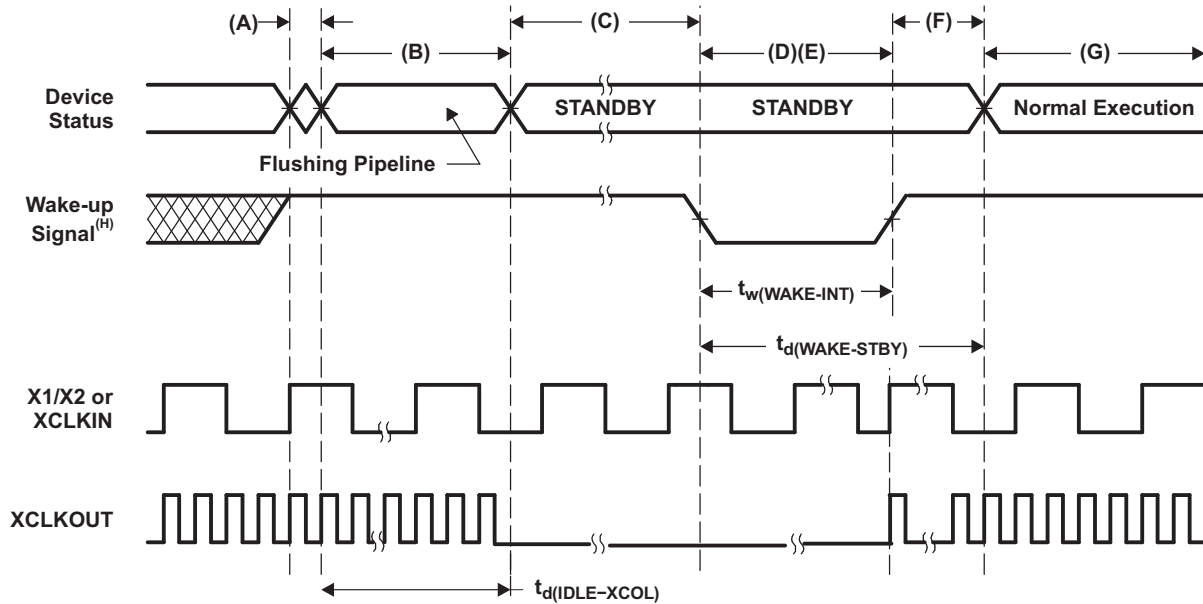 (A)
(B)
(C)
(D)(E)
(F)
(G)
Device
Status
STANDBY
STANDBY
Normal Execution
Flushing Pipeline
Wake-up
Signal(H)
tw(WAKE-INT)
td(WAKE-STBY)
X1/X2 or
XCLKIN
XCLKOUT
td(IDLE−XCOL)